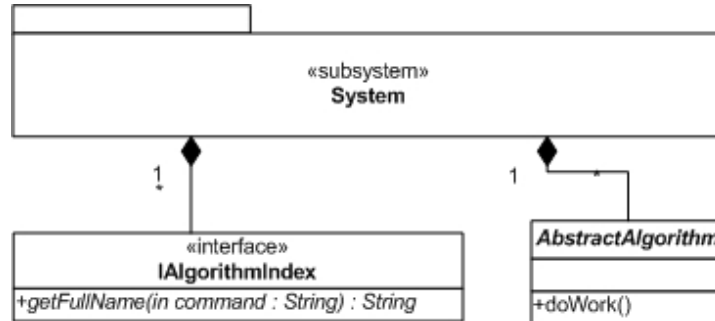 «subsystem»
System
1
*
1
*
«interface»
IAlgorithmIndex
+getFullName(in command : String) : String
AbstractAlgorithm
+doWork()